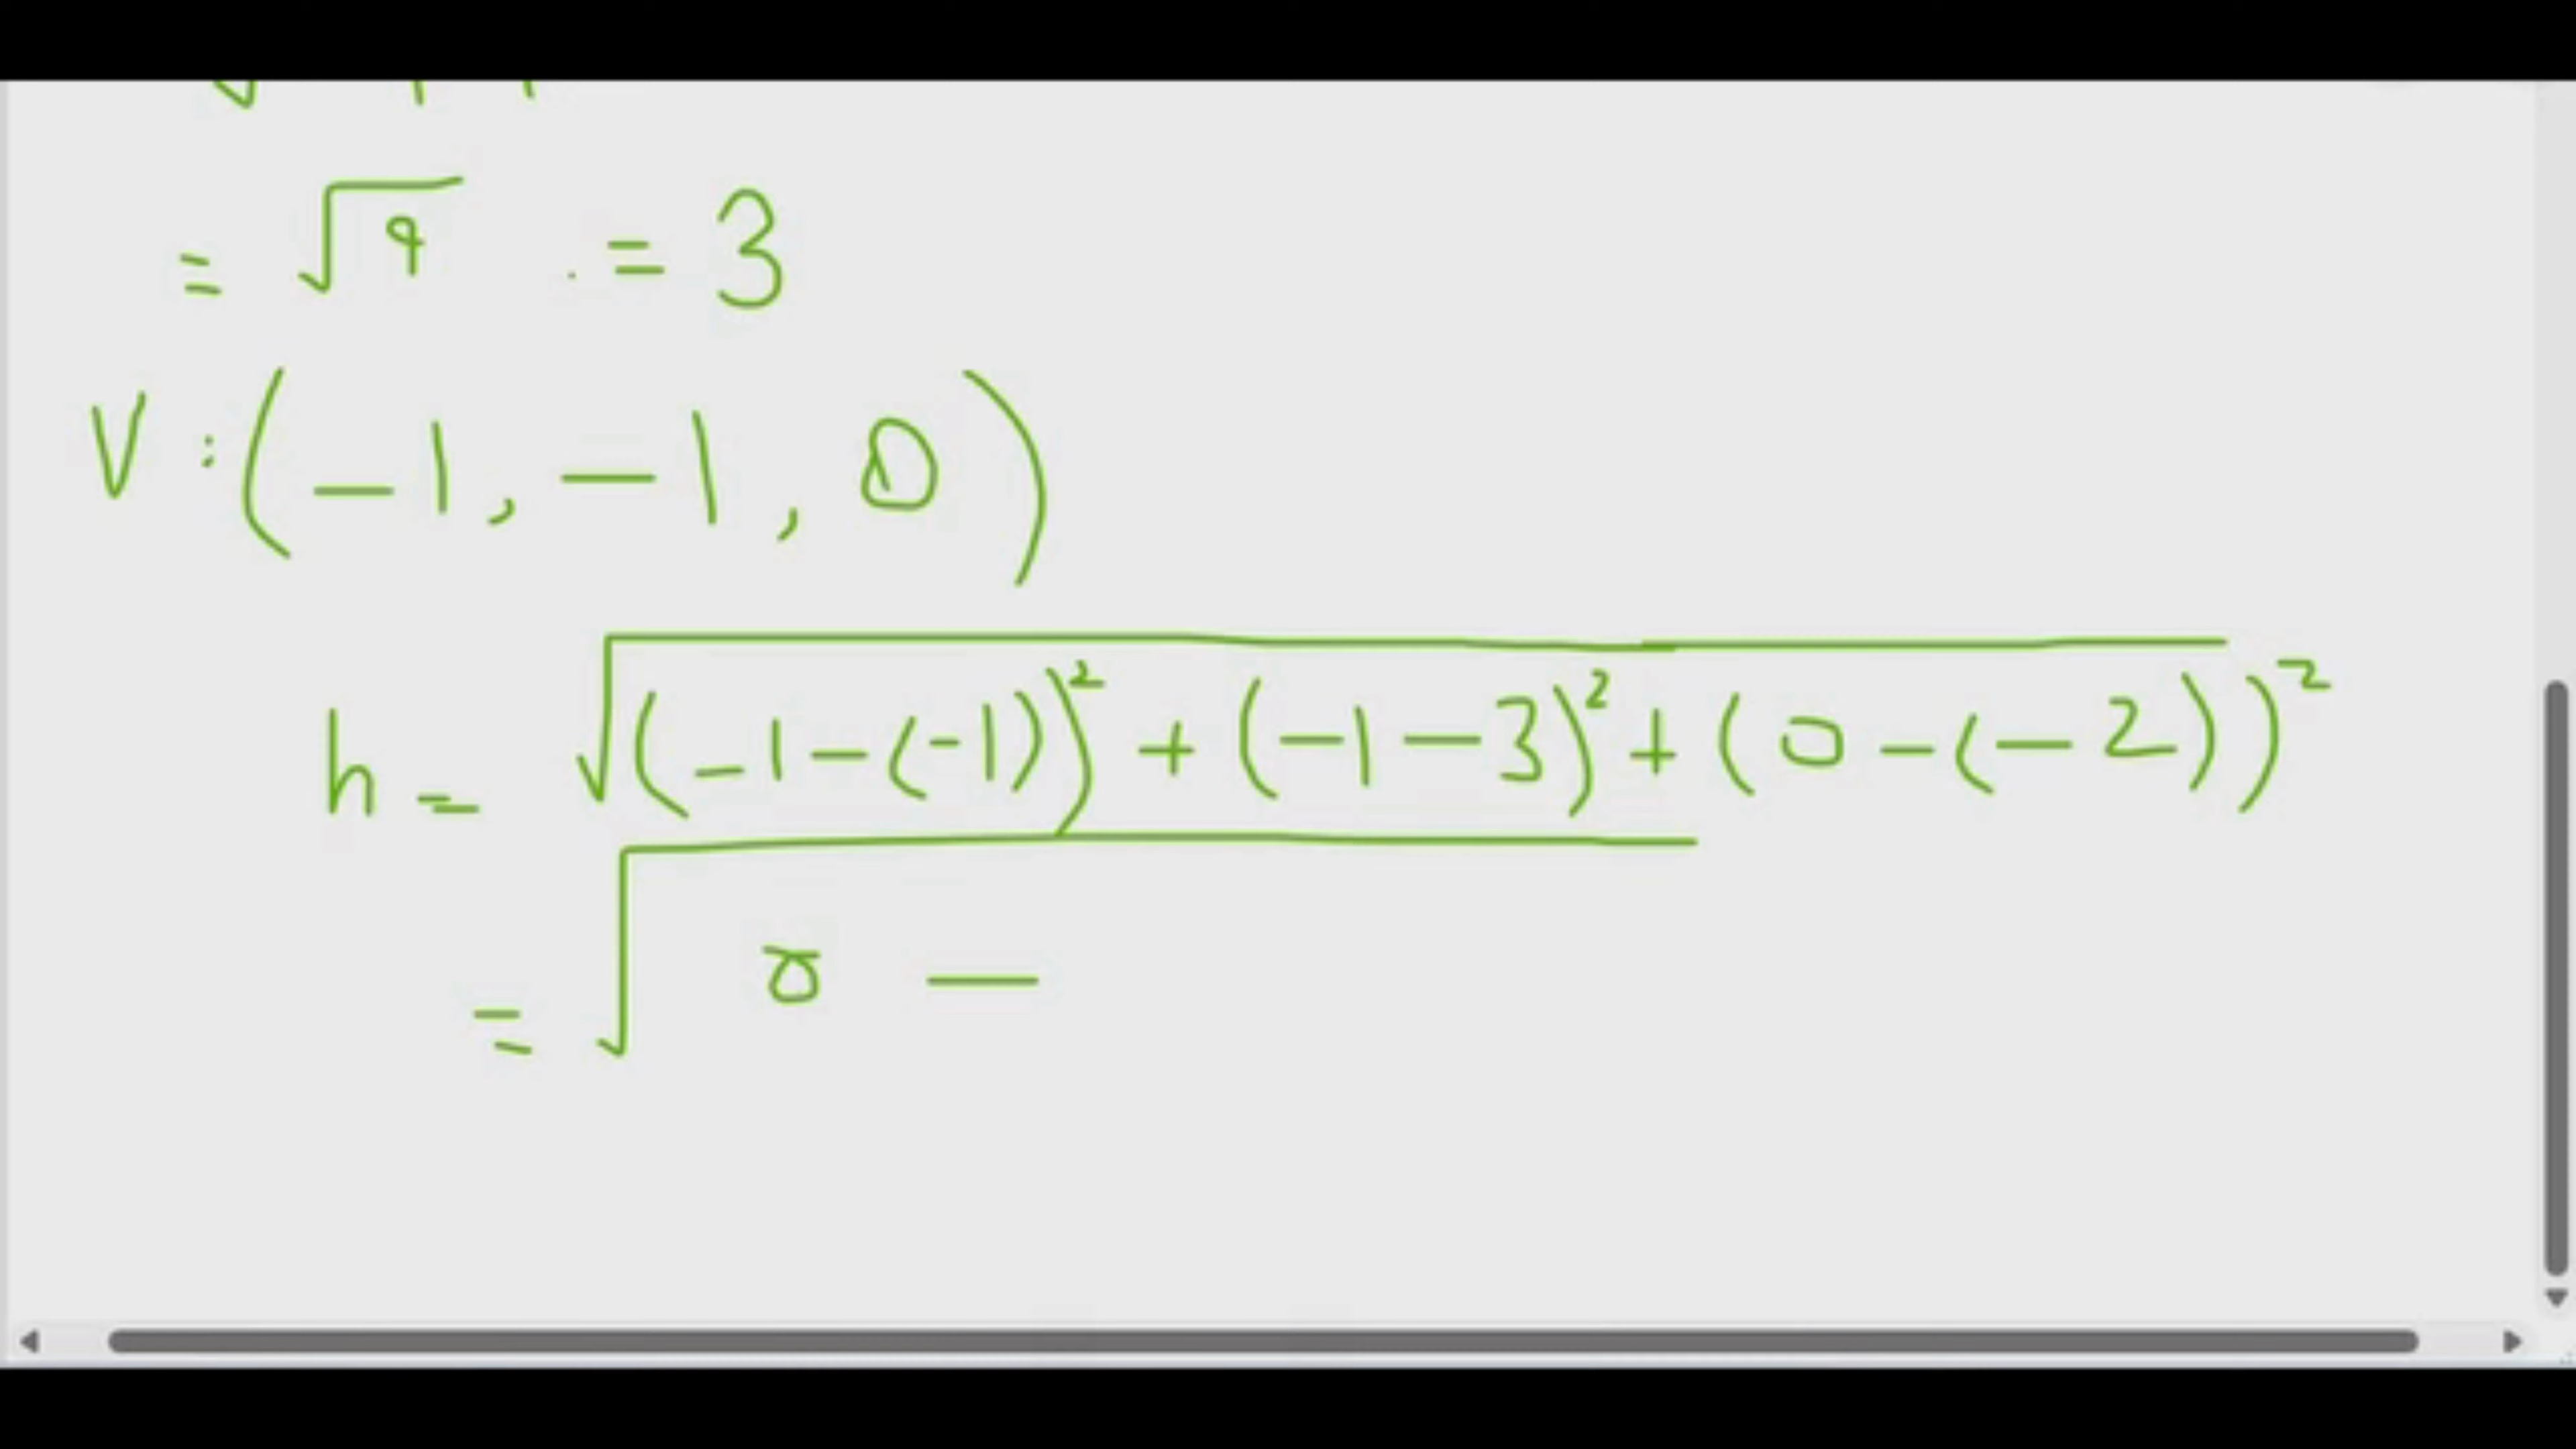 = √9 . = 3
V : (-1, -1, 0)
h = √(-1-(-1))² + (-1-3)² + (0-(-2))²
= √0 -